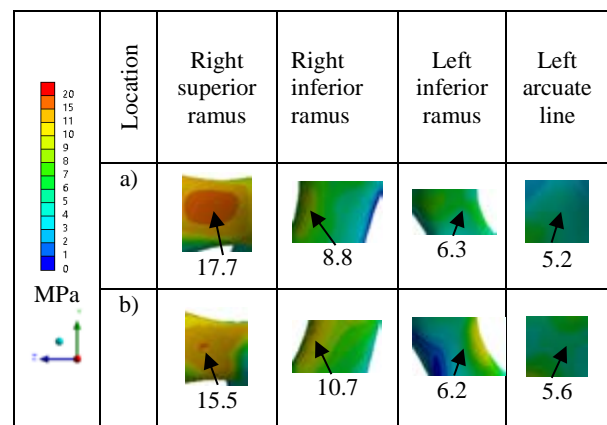 Location
Right superior ramus
Right inferior ramus
Left inferior ramus
Left arcuate line
20
15
11
10
9
8
7
6
5
4
3
2
1
0
MPa
a)
17.7
8.8
6.3
5.2
b)
15.5
10.7
6.2
5.6